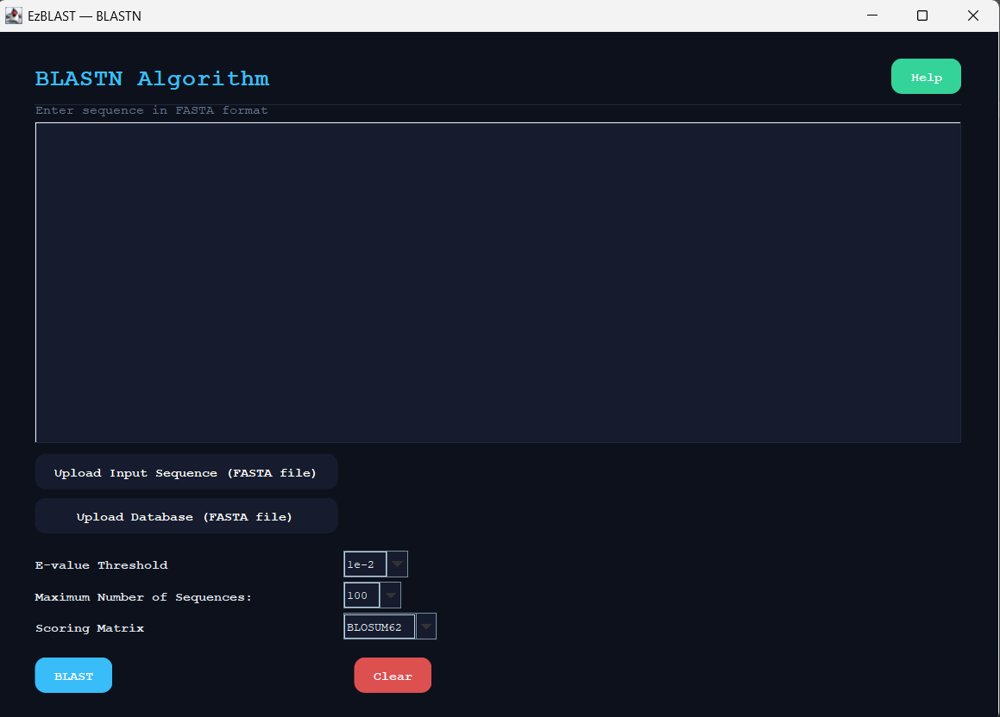 EzBLAST — BLASTN
BLASTN Algorithm
Help
Enter sequence in FASTA format
Upload Input Sequence (FASTA file)
Upload Database (FASTA file)
E-value Threshold
1e-2
Maximum Number of Sequences:
100
Scoring Matrix
BLOSUM62
BLAST
Clear